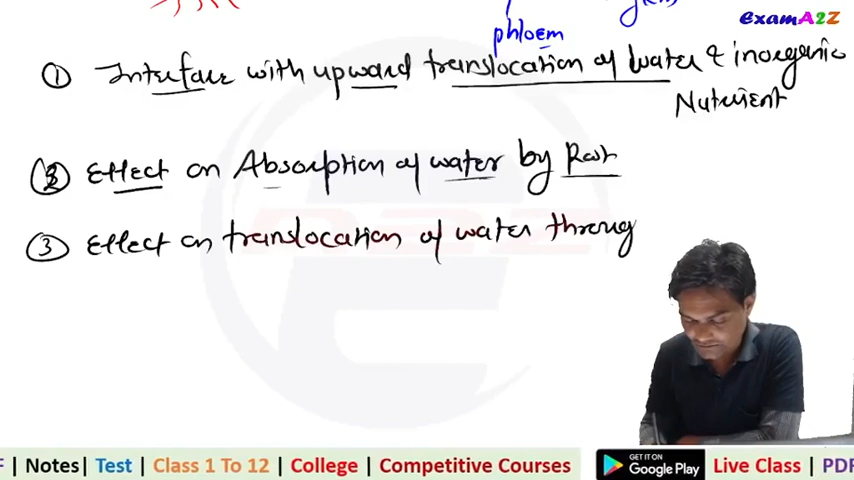 ExamA2Z
phloem
① Interface with upward translocation of water & inorganic
Nutrient
② Effect on Absorption of water by Root
③ Effect on translocation of water throug
F | Notes | Test | Class 1 To 12 | College | Competitive Courses
GET IT ON
Google Play
Live Class | PDF